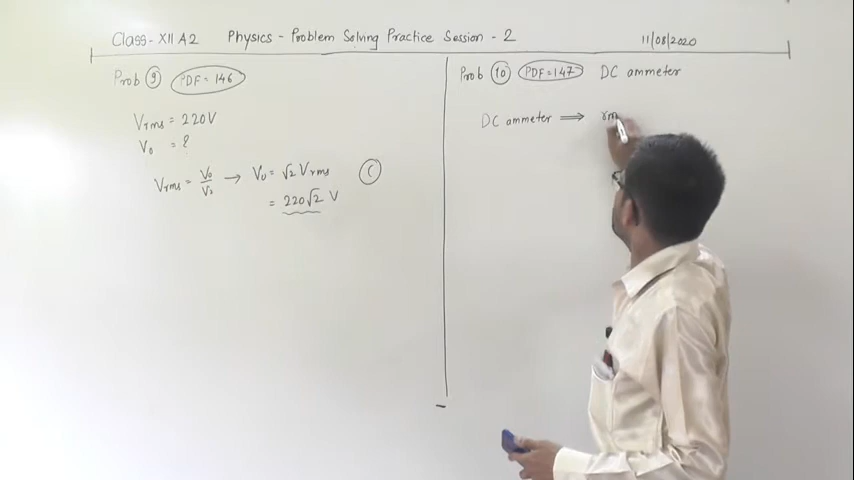 Class- XII A2 Physics - Problem Solving Practice Session - 2 11/08/2020
Prob 9 PDF = 146
Vrms = 220V
V0 = ?
Vrms = V0/√2 → V0 = √2 Vrms (C)
= 220√2 V
Prob 10 PDF = 147 DC ammeter
DC ammeter ⟹ rm